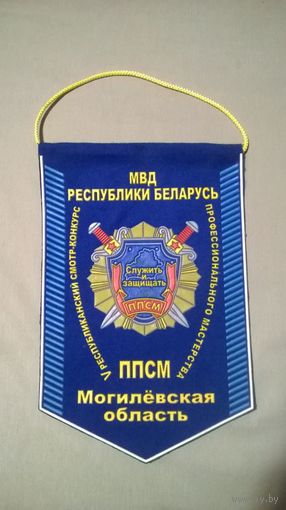 МВД
РЕСПУБЛИКИ БЕЛАРУСЬ
V РЕСПУБЛИКАНСКИЙ СМОТР-КОНКУРС
ПРОФЕССИОНАЛЬНОГО МАСТЕРСТВА
Служить
и
защищать
ППСМ
ППСМ
Могилёвская
область